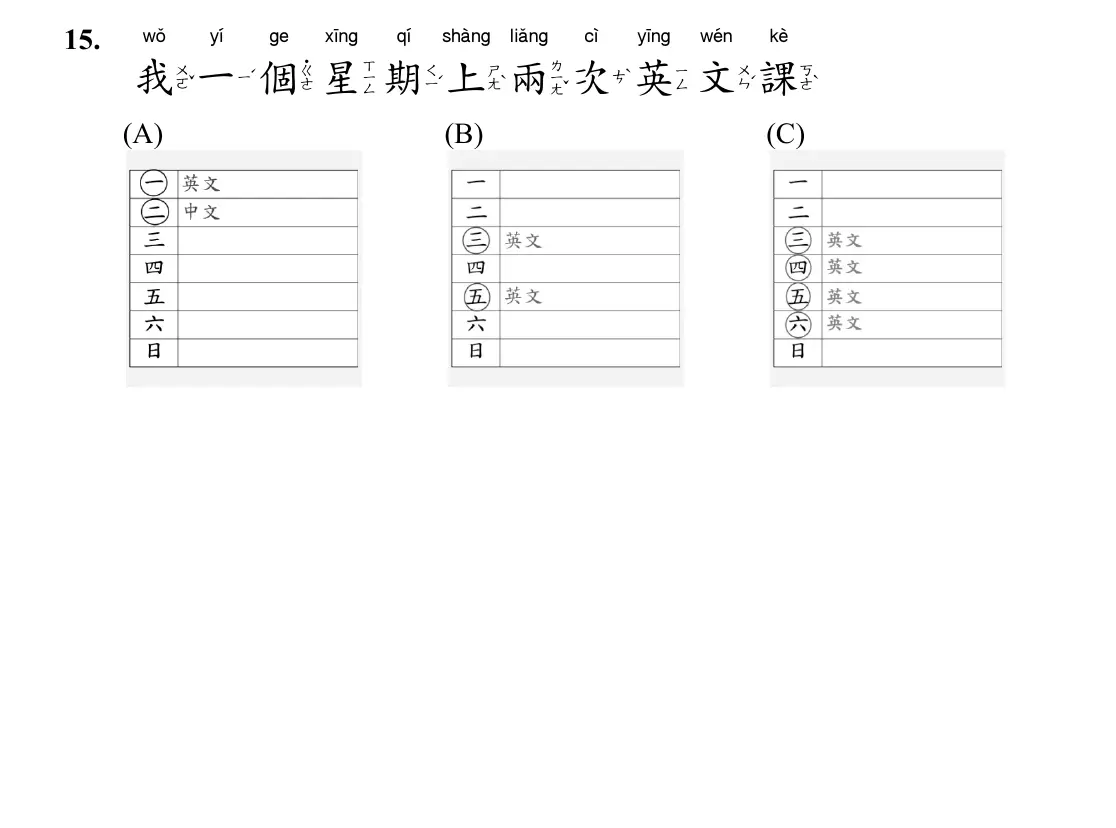 15. wǒ yí ge xīng qí shàng liǎng cì yīng wén kè
我ㄨㄛˇ一ㄧˊ個˙ㄍㄜ星ㄒㄧㄥ期ㄑㄧˊ上ㄕㄤˋ兩ㄌㄧㄤˇ次ㄘˋ英ㄧㄥ文ㄨㄣˊ課ㄎㄜˋ
(A) (B) (C)
一 英文
二 中文
三
四
五
六
日
一
二
三 英文
四
五 英文
六
日
一
二
三 英文
四 英文
五 英文
六 英文
日